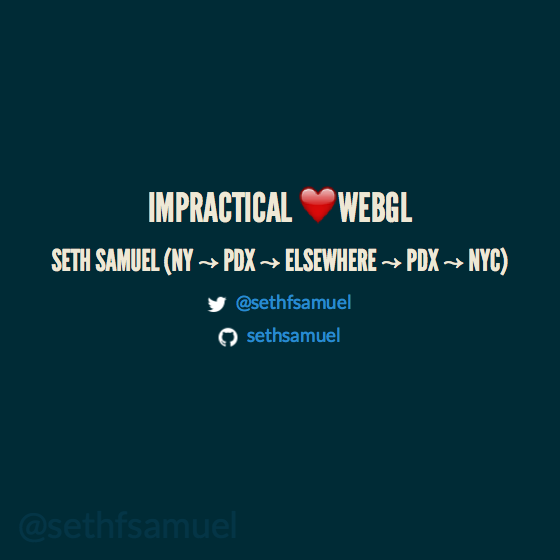 IMPRACTICAL ❤️ WEBGL
SETH SAMUEL (NY → PDX → ELSEWHERE → PDX → NYC)
@sethfsamuel
sethsamuel
@sethfsamuel